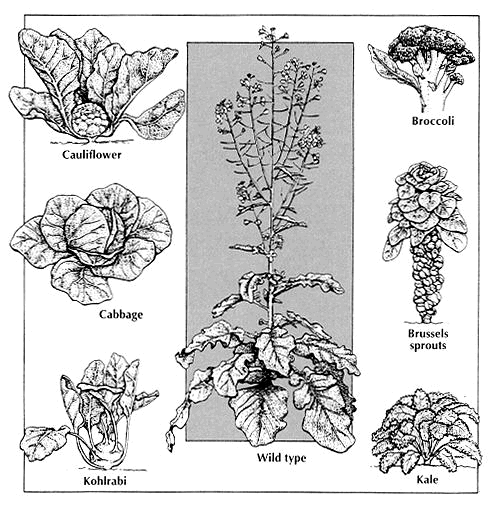 Cauliflower
Broccoli
Cabbage
Brussels
sprouts
Kohlrabi
Wild type
Kale